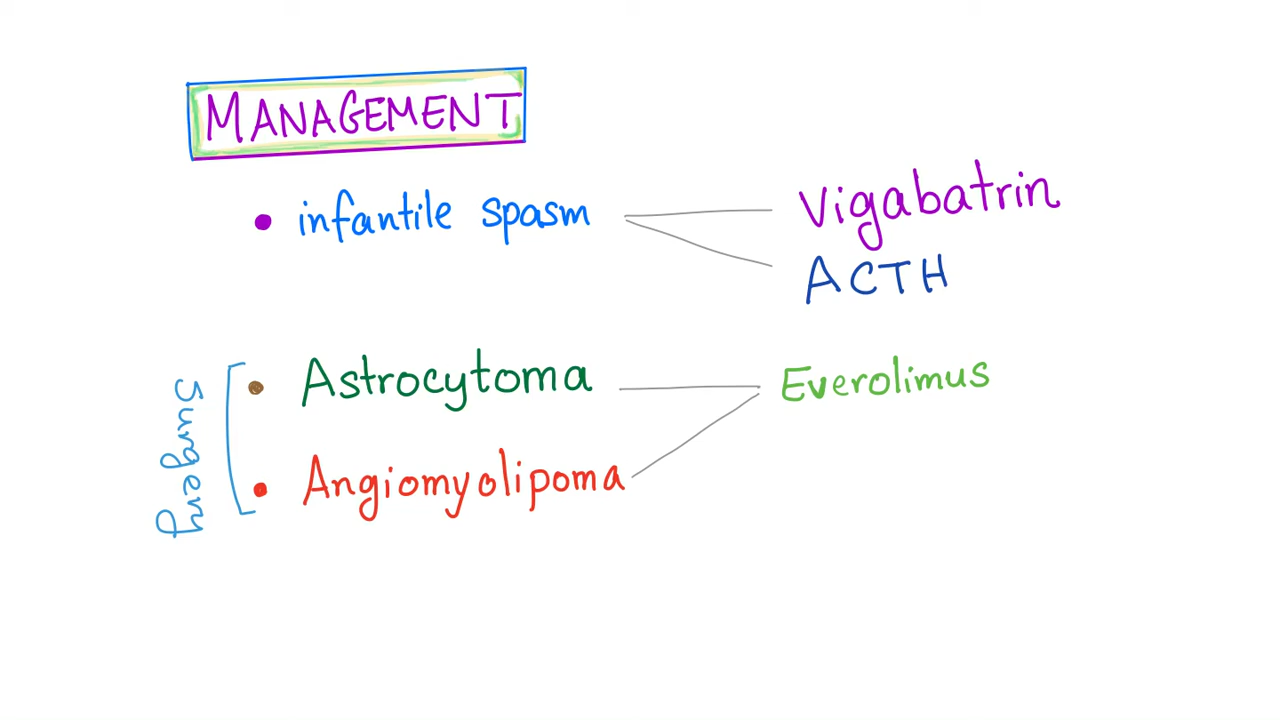 MANAGEMENT
• infantile spasm
Vigabatrin
ACTH
Surgery
• Astrocytoma
Everolimus
• Angiomyolipoma